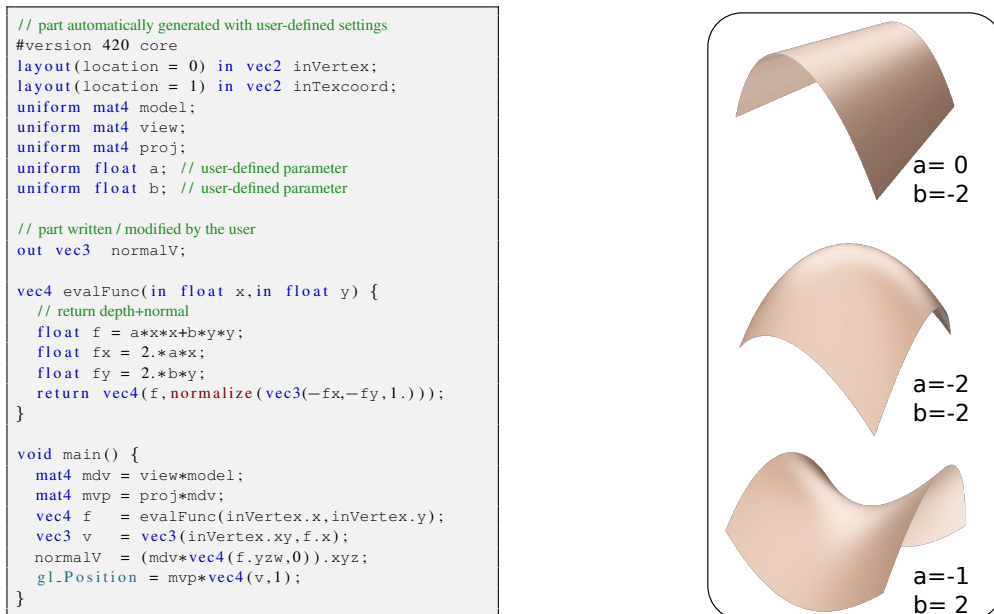 // part automatically generated with user-defined settings
#version 420 core
layout(location = 0) in vec2 inVertex;
layout(location = 1) in vec2 inTexcoord;
uniform mat4 model;
uniform mat4 view;
uniform mat4 proj;
uniform float a; // user-defined parameter
uniform float b; // user-defined parameter
// part written / modified by the user
out vec3 normalV;
vec4 evalFunc(in float x,in float y) {
// return depth+normal
float f = a*x*x+b*y*y;
float fx = 2.*a*x;
float fy = 2.*b*y;
return vec4(f,normalize(vec3(−fx,−fy,1.)));
}
void main() {
mat4 mdv = view*model;
mat4 mvp = proj*mdv;
vec4 f = evalFunc(inVertex.x,inVertex.y);
vec3 v = vec3(inVertex.xy,f.x);
normalV = (mdv*vec4(f.yzw,0)).xyz;
gl_Position = mvp*vec4(v,1);
}
a= 0
b=-2
a=-2
b=-2
a=-1
b= 2